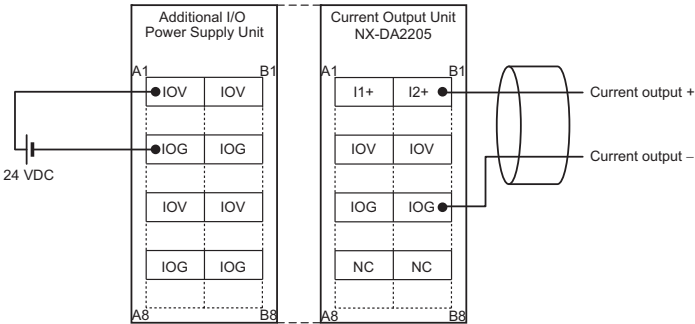 Additional I/O
Power Supply Unit
Current Output Unit
NX-DA2205
A1 B1 A1 B1
IOV IOV I1+ I2+ Current output +
IOG IOG IOV IOV Current output –
24 VDC
IOV IOV IOG IOG
IOG IOG NC NC
A8 B8 A8 B8